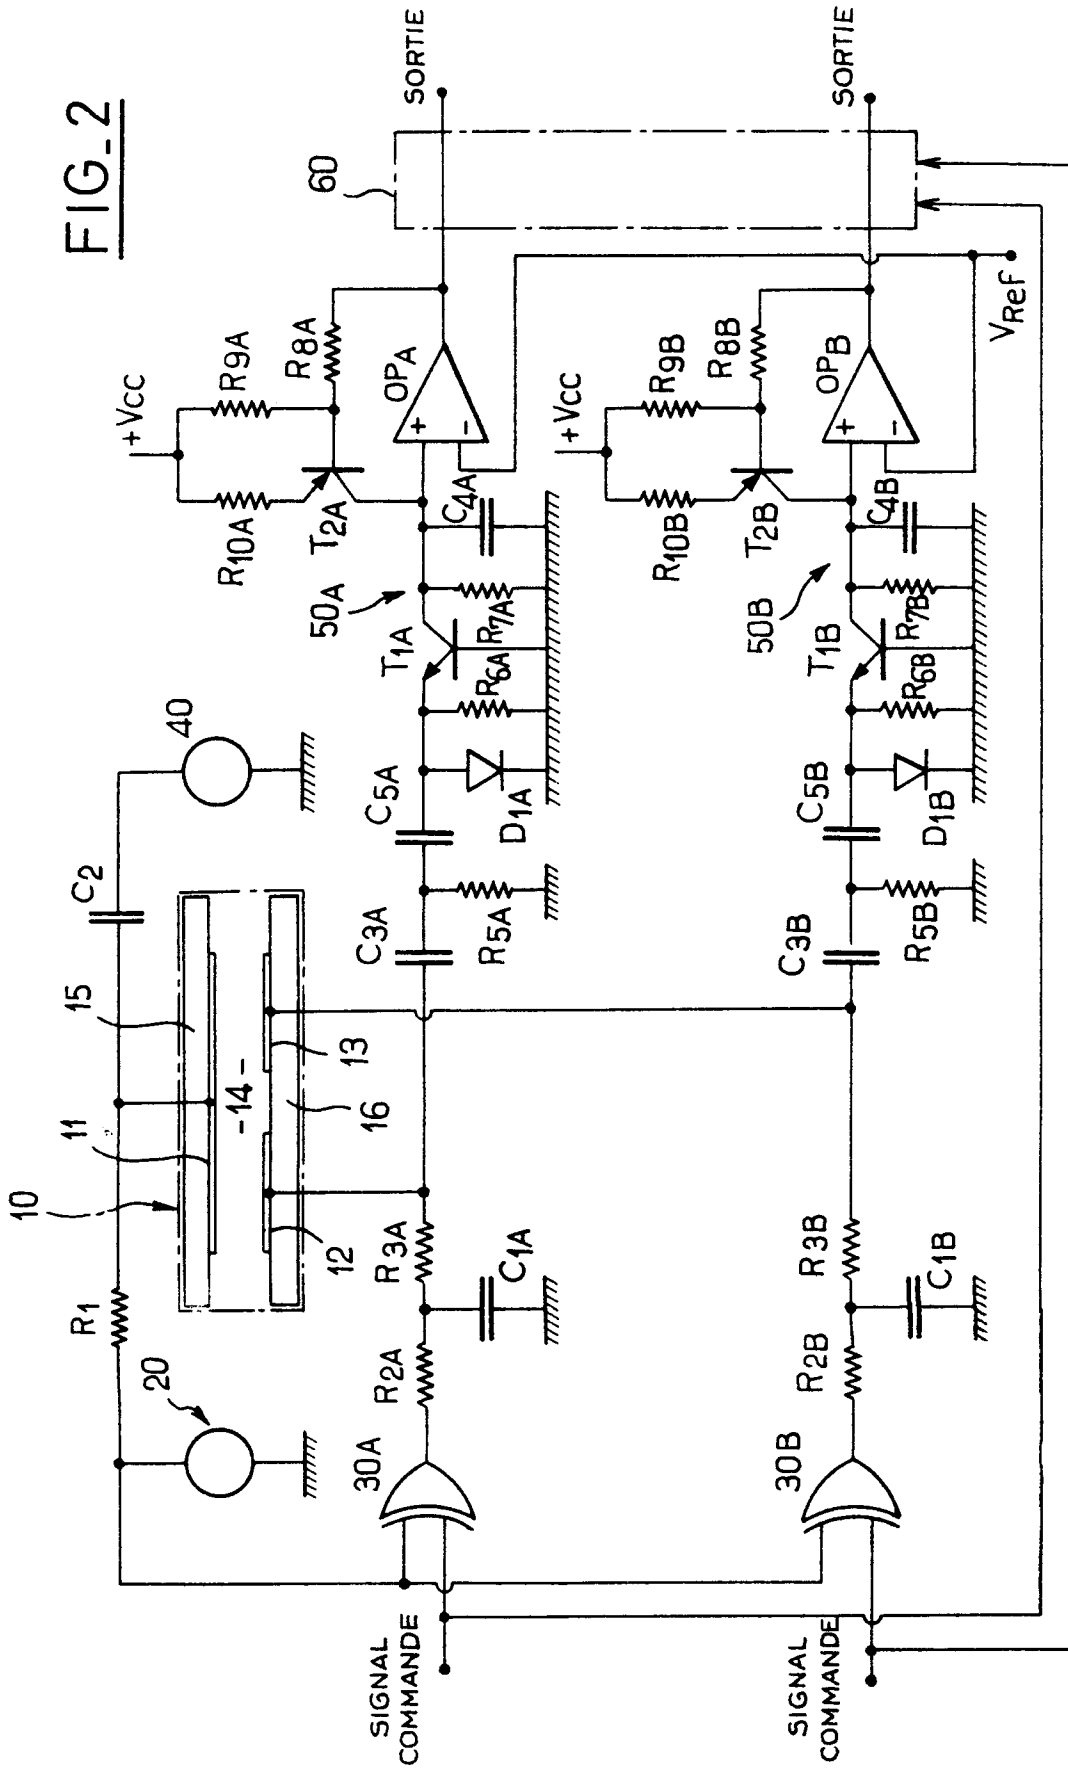 FIG_2
SORTIE
SORTIE
60
+Vcc
R9A
R8A
R10A
T2A
OPA
+
-
C4A
50A
T1A
R7A
R6A
C5A
D1A
C3A
R5A
40
C2
15
11
10
-14-
13
16
12
R1
20
R3A
C1A
R2A
30A
SIGNAL
COMMANDE
+Vcc
R9B
R8B
R10B
T2B
OPB
+
-
VRef
C4B
50B
T1B
R7B
R6B
C5B
D1B
C3B
R5B
R3B
C1B
R2B
30B
SIGNAL
COMMANDE